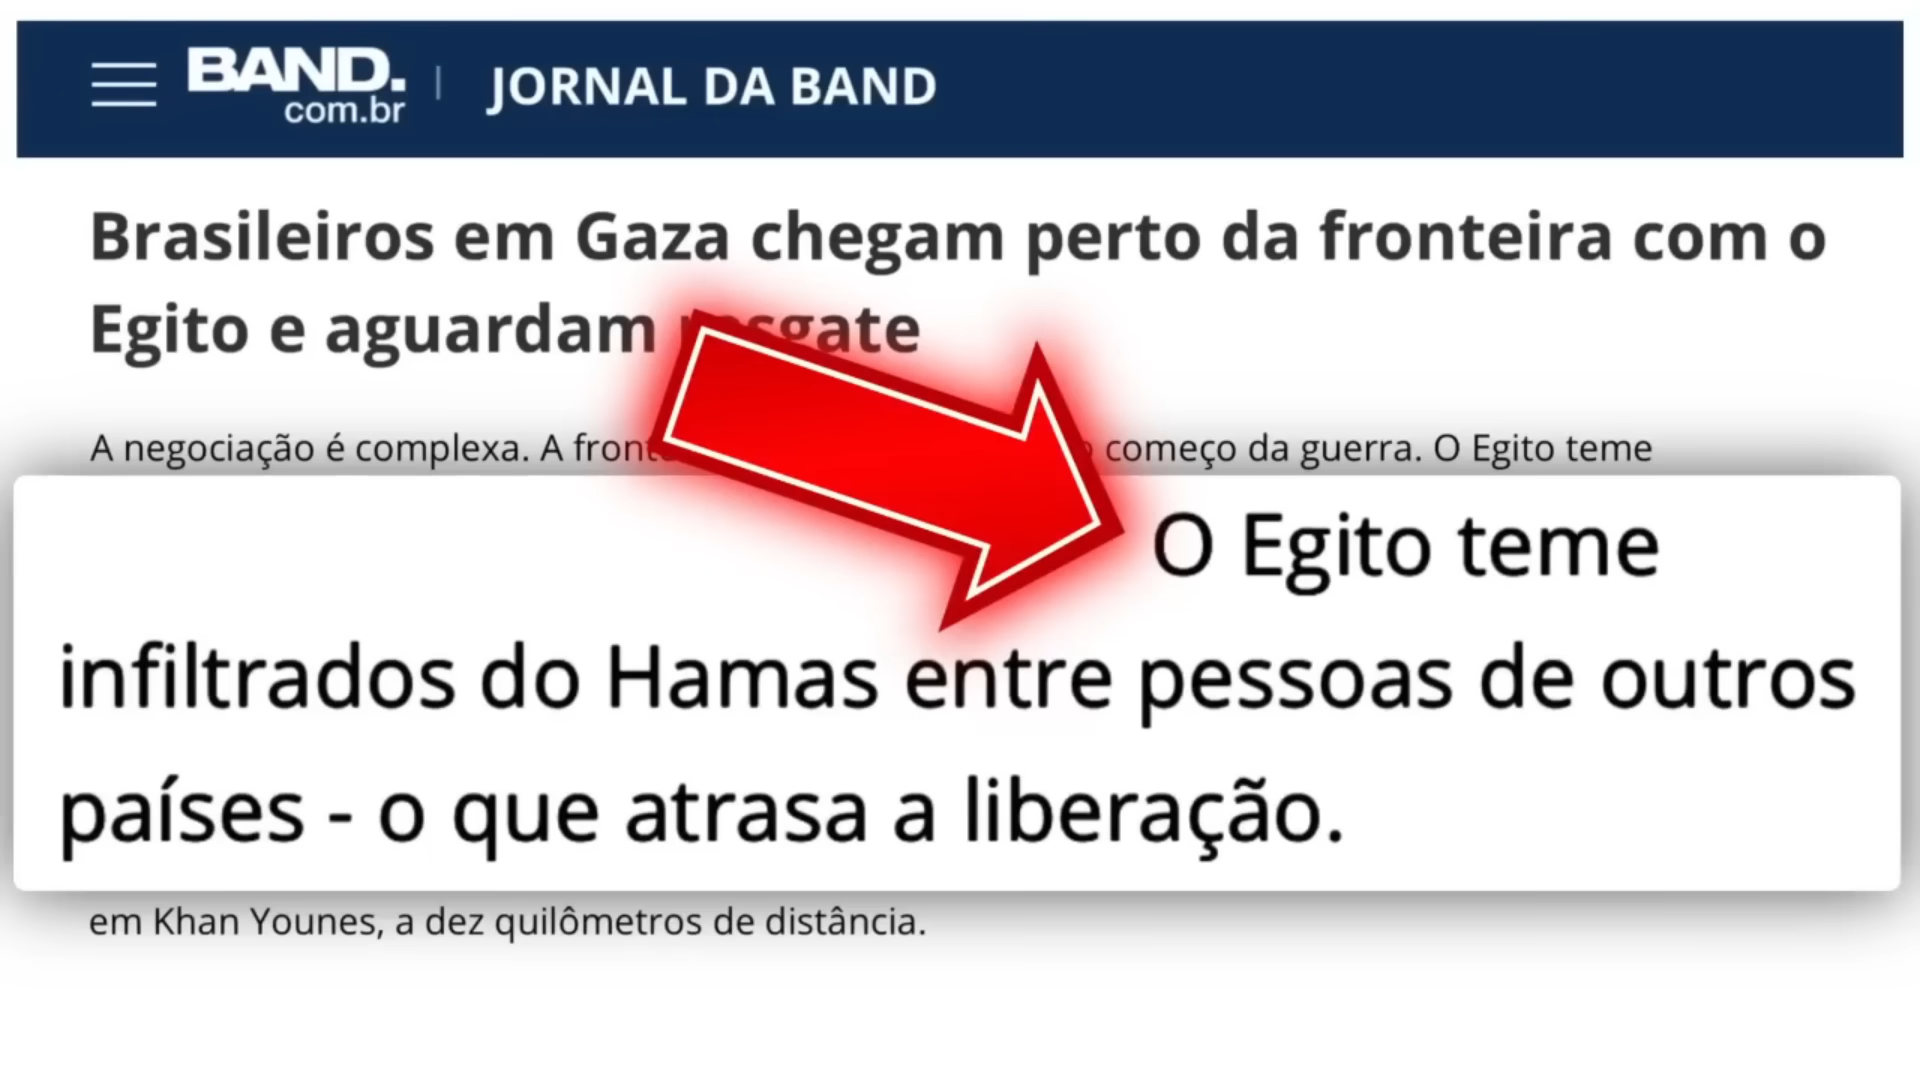 BAND.
com.br
JORNAL DA BAND
Brasileiros em Gaza chegam perto da fronteira com o
Egito e aguardam resgate
A negociação é complexa. A começo da guerra. O Egito teme
O Egito teme
infiltrados do Hamas entre pessoas de outros
países - o que atrasa a liberação.
em Khan Younes, a dez quilômetros de distância.